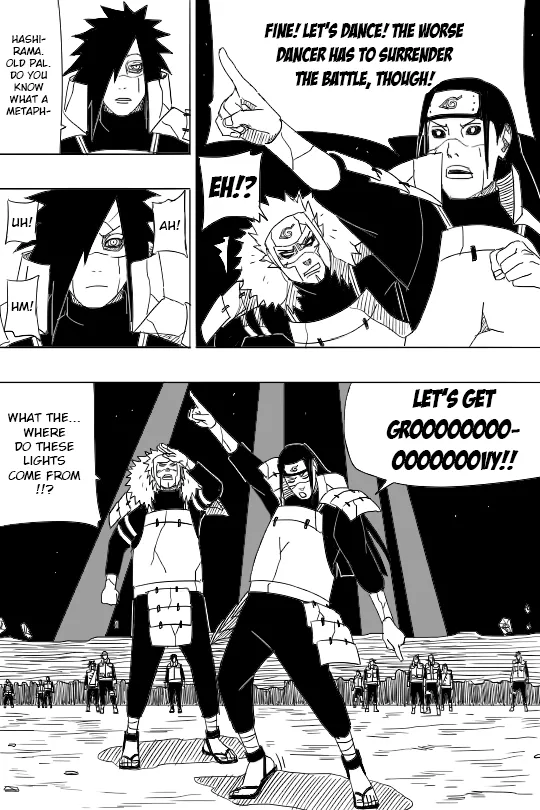 HASHI-
RAMA.
OLD PAL.
DO YOU
KNOW
WHAT A
METAPH-
FINE! LET'S DANCE! THE WORSE
DANCER HAS TO SURRENDER
THE BATTLE, THOUGH!
EH!?
UH!
AH!
HM!
WHAT THE...
WHERE
DO THESE
LIGHTS
COME FROM
!!?
LET'S GET
GROOOOOOOO-
OOOOOOOVY!!